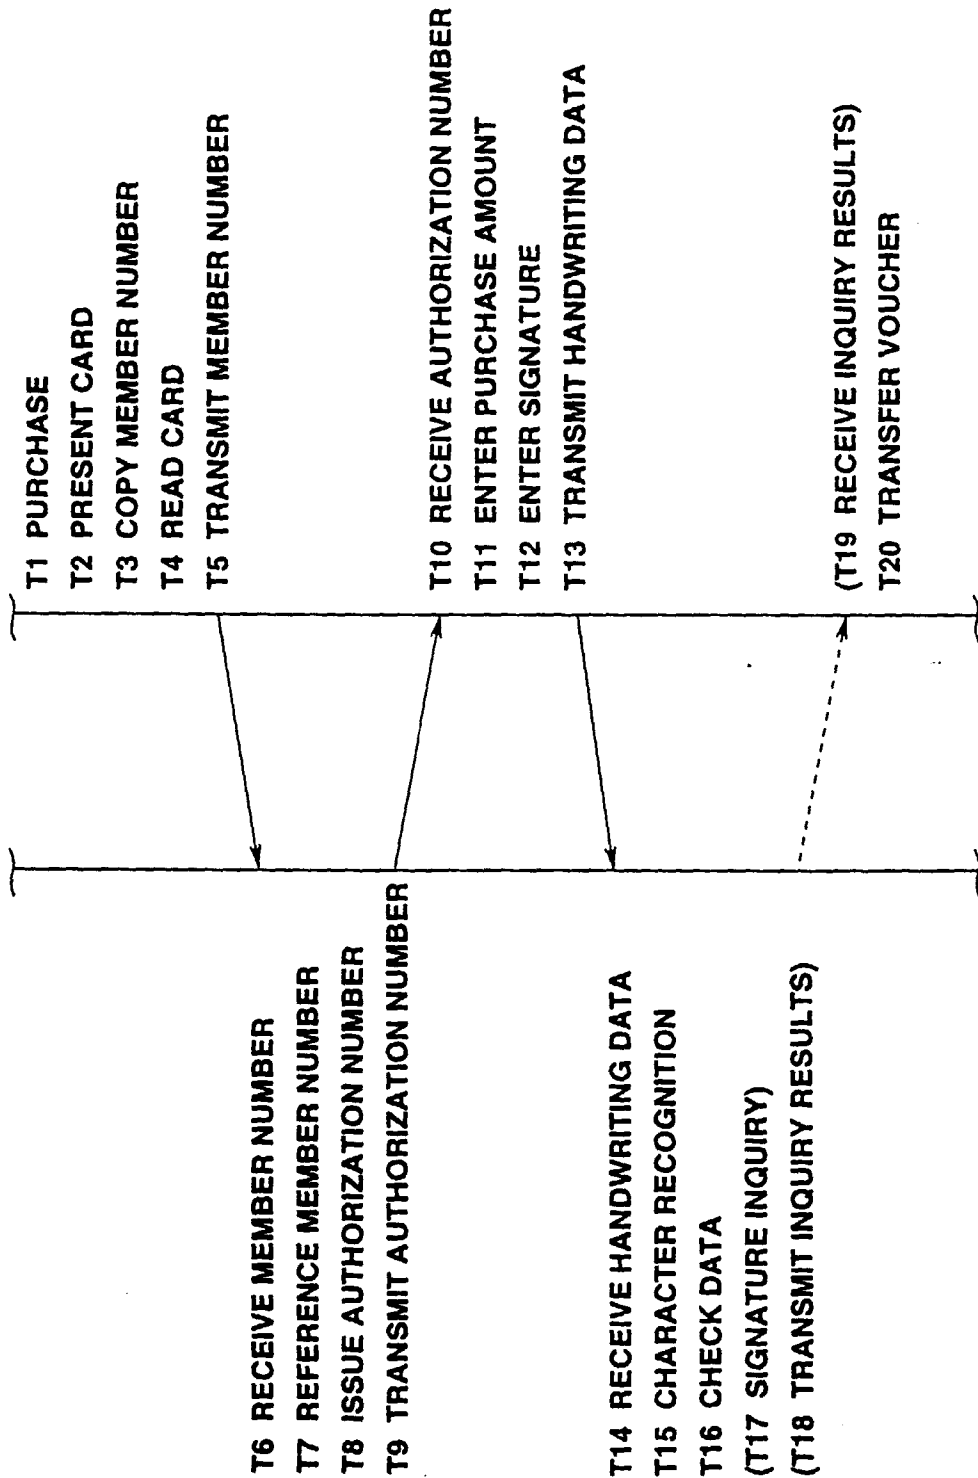 T1 PURCHASE
T2 PRESENT CARD
T3 COPY MEMBER NUMBER
T4 READ CARD
T5 TRANSMIT MEMBER NUMBER
T6 RECEIVE MEMBER NUMBER
T7 REFERENCE MEMBER NUMBER
T8 ISSUE AUTHORIZATION NUMBER
T9 TRANSMIT AUTHORIZATION NUMBER
T10 RECEIVE AUTHORIZATION NUMBER
T11 ENTER PURCHASE AMOUNT
T12 ENTER SIGNATURE
T13 TRANSMIT HANDWRITING DATA
T14 RECEIVE HANDWRITING DATA
T15 CHARACTER RECOGNITION
T16 CHECK DATA
(T17 SIGNATURE INQUIRY)
(T18 TRANSMIT INQUIRY RESULTS)
(T19 RECEIVE INQUIRY RESULTS)
T20 TRANSFER VOUCHER